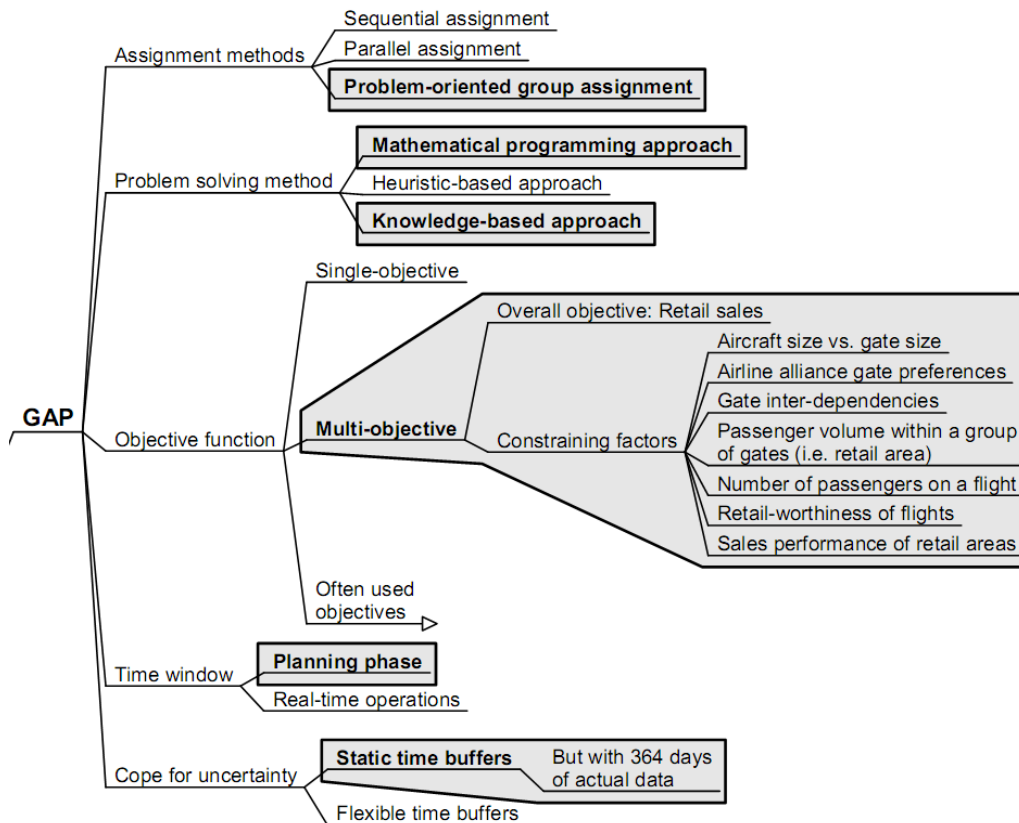 Sequential assignment
Assignment methods
Parallel assignment
Problem-oriented group assignment
Mathematical programming approach
Problem solving method
Heuristic-based approach
Knowledge-based approach
Single-objective
Overall objective: Retail sales
Aircraft size vs. gate size
Airline alliance gate preferences
Gate inter-dependencies
GAP
Objective function
Multi-objective
Constraining factors
Passenger volume within a group
of gates (i.e. retail area)
Number of passengers on a flight
Retail-worthiness of flights
Sales performance of retail areas
Often used
objectives
Time window
Planning phase
Real-time operations
Cope for uncertainty
Static time buffers
But with 364 days
of actual data
Flexible time buffers